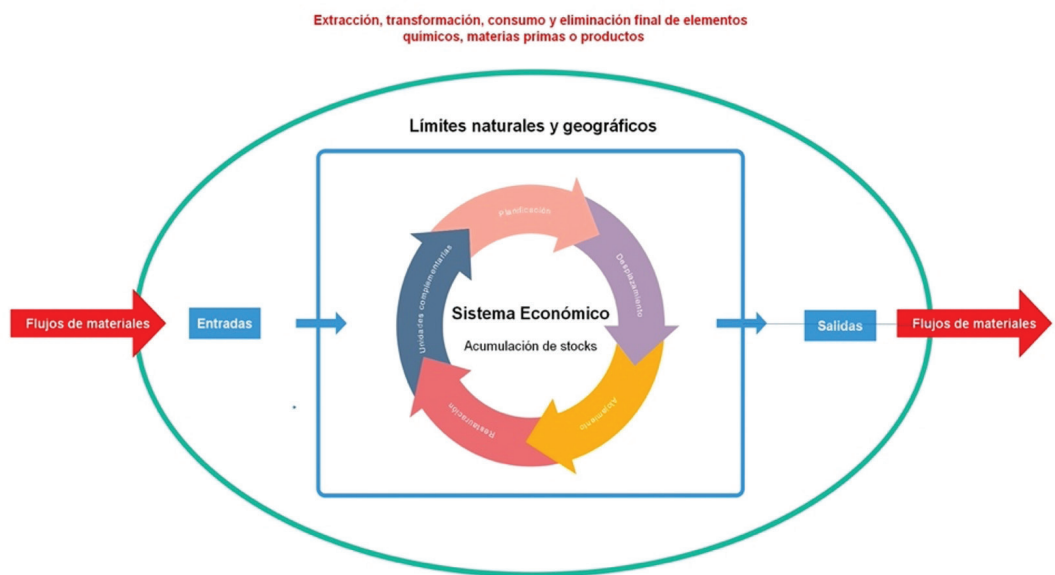 Extracción, transformación, consumo y eliminación final de elementos
químicos, materias primas o productos
Límites naturales y geográficos
Planificación
Desplazamiento
Unidades complementarias
Sistema Económico
Acumulación de stocks
Flujos de materiales
Entradas
Salidas
Flujos de materiales
Restauración
Alojamiento